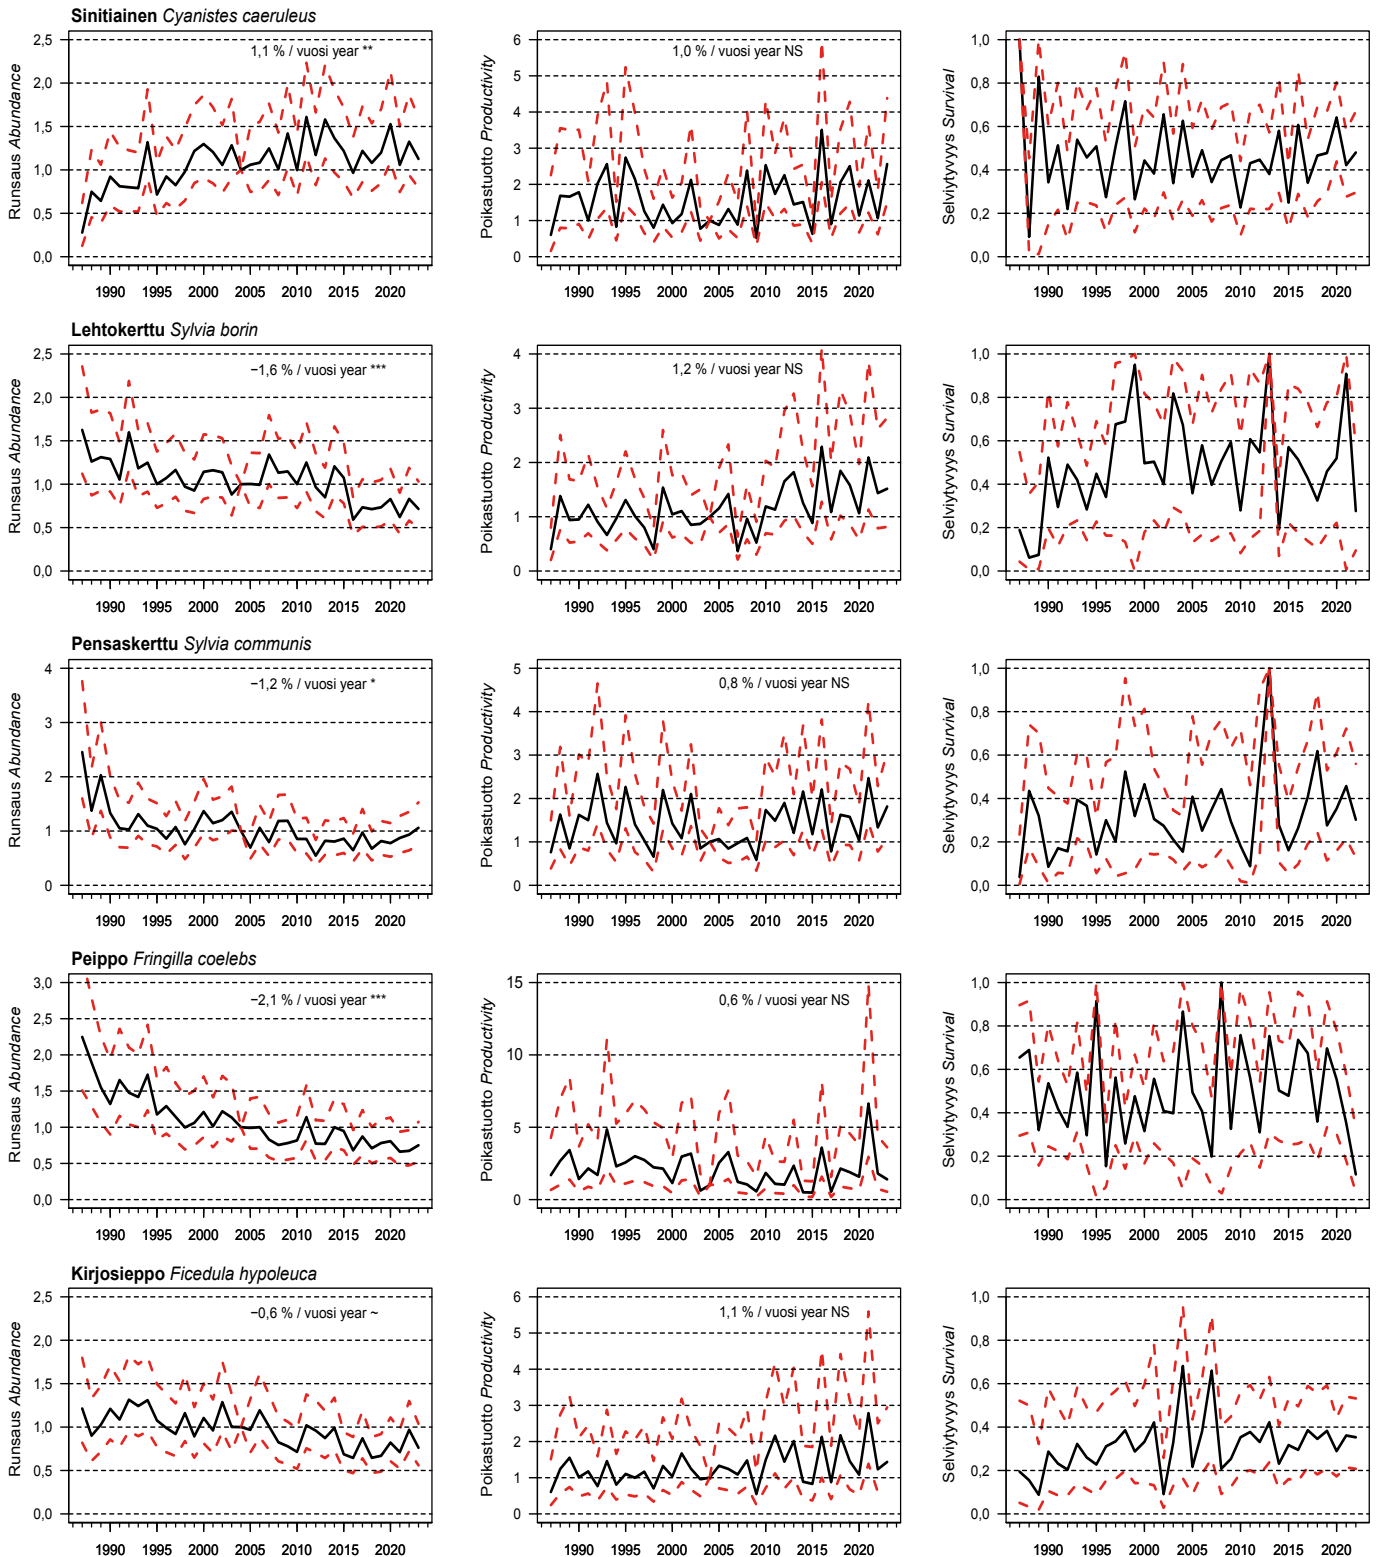 Sinitiainen Cyanistes caeruleus
Runsaus Abundance
2,5
2,0
1,5
1,0
0,5
0,0
1,1 % / vuosi year **
1990 1995 2000 2005 2010 2015 2020
Poikastuotto Productivity
6
5
4
3
2
1
0
1,0 % / vuosi year NS
1990 1995 2000 2005 2010 2015 2020
Selviytyvyys Survival
1,0
0,8
0,6
0,4
0,2
0,0
1990 1995 2000 2005 2010 2015 2020
Lehtokerttu Sylvia borin
Runsaus Abundance
2,5
2,0
1,5
1,0
0,5
0,0
−1,6 % / vuosi year ***
1990 1995 2000 2005 2010 2015 2020
Poikastuotto Productivity
4
3
2
1
0
1,2 % / vuosi year NS
1990 1995 2000 2005 2010 2015 2020
Selviytyvyys Survival
1,0
0,8
0,6
0,4
0,2
0,0
1990 1995 2000 2005 2010 2015 2020
Pensaskerttu Sylvia communis
Runsaus Abundance
4
3
2
1
0
−1,2 % / vuosi year *
1990 1995 2000 2005 2010 2015 2020
Poikastuotto Productivity
5
4
3
2
1
0
0,8 % / vuosi year NS
1990 1995 2000 2005 2010 2015 2020
Selviytyvyys Survival
1,0
0,8
0,6
0,4
0,2
0,0
1990 1995 2000 2005 2010 2015 2020
Peippo Fringilla coelebs
Runsaus Abundance
3,0
2,5
2,0
1,5
1,0
0,5
0,0
−2,1 % / vuosi year ***
1990 1995 2000 2005 2010 2015 2020
Poikastuotto Productivity
15
10
5
0
0,6 % / vuosi year NS
1990 1995 2000 2005 2010 2015 2020
Selviytyvyys Survival
1,0
0,8
0,6
0,4
0,2
0,0
1990 1995 2000 2005 2010 2015 2020
Kirjosieppo Ficedula hypoleuca
Runsaus Abundance
2,5
2,0
1,5
1,0
0,5
0,0
−0,6 % / vuosi year ~
1990 1995 2000 2005 2010 2015 2020
Poikastuotto Productivity
6
5
4
3
2
1
0
1,1 % / vuosi year NS
1990 1995 2000 2005 2010 2015 2020
Selviytyvyys Survival
1,0
0,8
0,6
0,4
0,2
0,0
1990 1995 2000 2005 2010 2015 2020